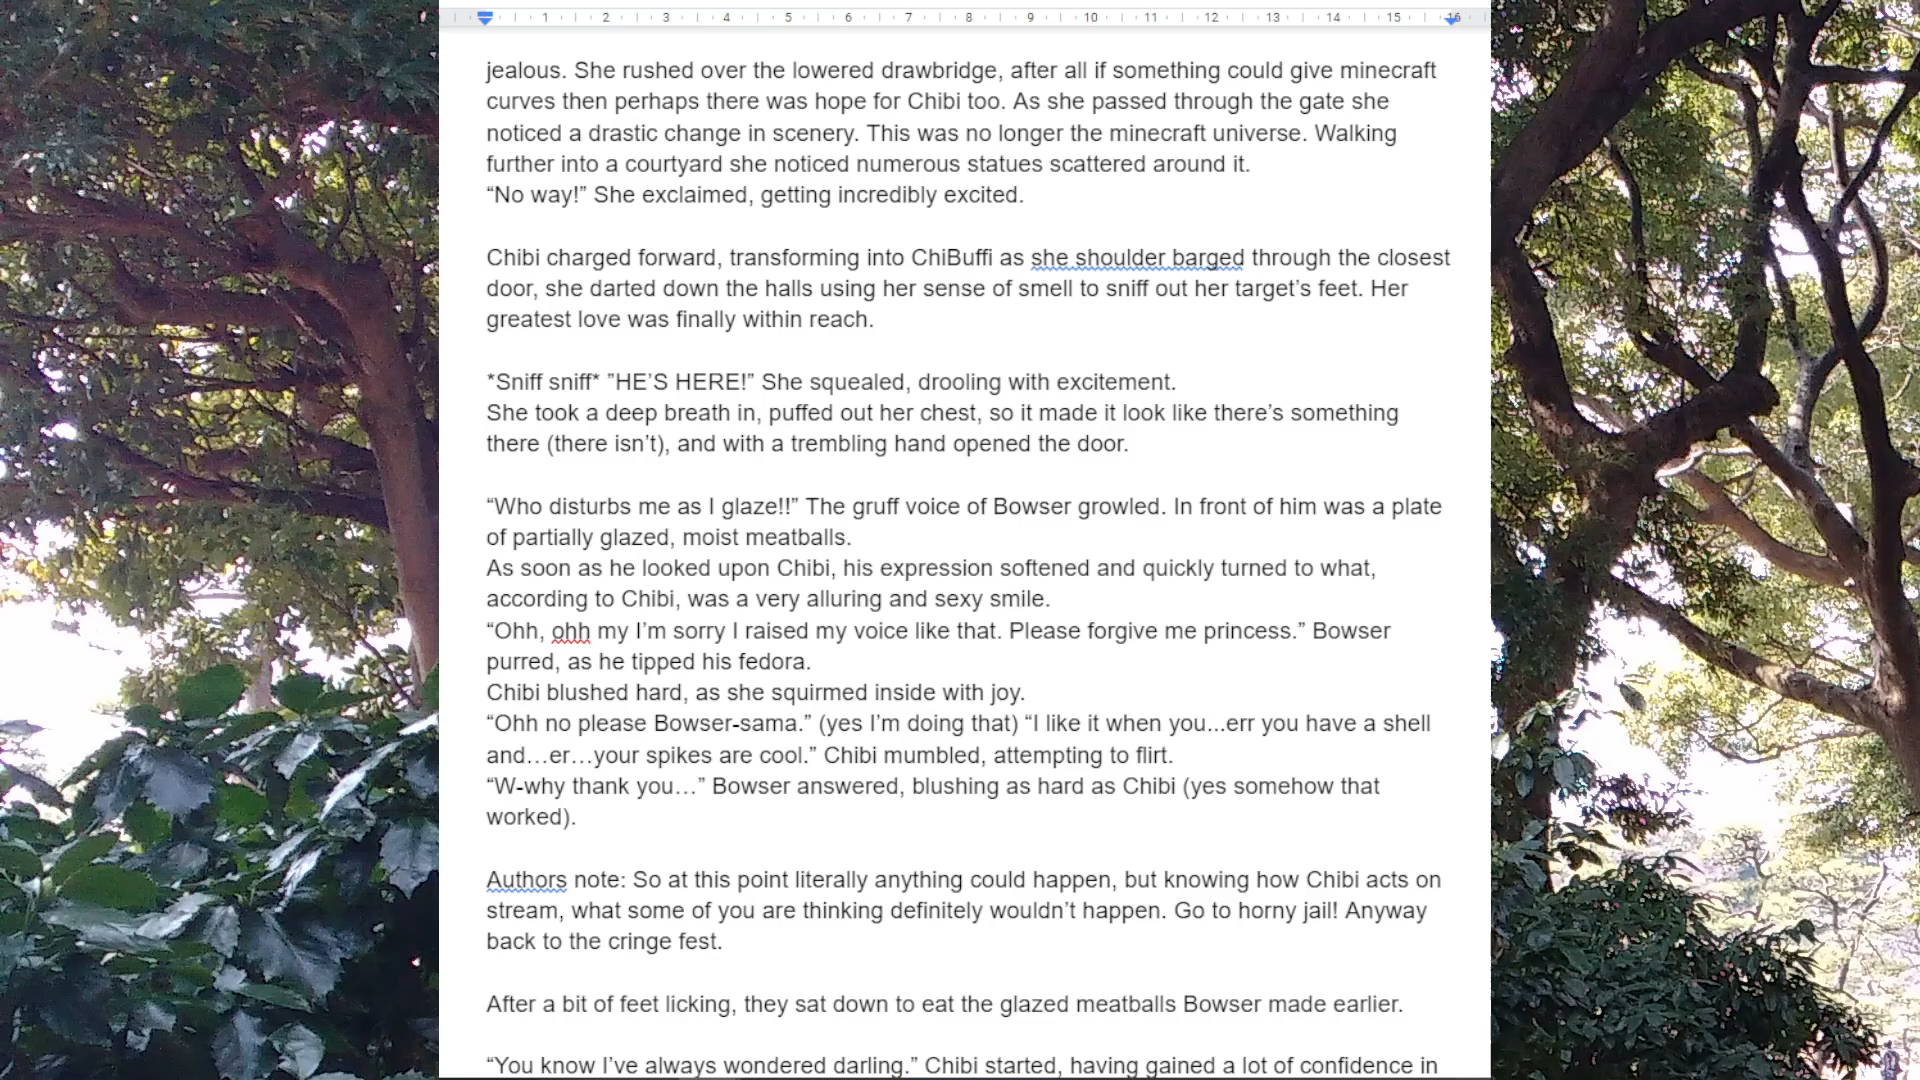 1 2 3 4 5 6 7 8 9 10 11 12 13 14 15 16
jealous. She rushed over the lowered drawbridge, after all if something could give minecraft
curves then perhaps there was hope for Chibi too. As she passed through the gate she
noticed a drastic change in scenery. This was no longer the minecraft universe. Walking
further into a courtyard she noticed numerous statues scattered around it.
“No way!” She exclaimed, getting incredibly excited.
Chibi charged forward, transforming into ChiBuffi as she shoulder barged through the closest
door, she darted down the halls using her sense of smell to sniff out her target’s feet. Her
greatest love was finally within reach.
*Sniff sniff* ”HE’S HERE!” She squealed, drooling with excitement.
She took a deep breath in, puffed out her chest, so it made it look like there’s something
there (there isn’t), and with a trembling hand opened the door.
“Who disturbs me as I glaze!!” The gruff voice of Bowser growled. In front of him was a plate
of partially glazed, moist meatballs.
As soon as he looked upon Chibi, his expression softened and quickly turned to what,
according to Chibi, was a very alluring and sexy smile.
“Ohh, ohh my I’m sorry I raised my voice like that. Please forgive me princess.” Bowser
purred, as he tipped his fedora.
Chibi blushed hard, as she squirmed inside with joy.
“Ohh no please Bowser-sama.” (yes I’m doing that) “I like it when you...err you have a shell
and…er…your spikes are cool.” Chibi mumbled, attempting to flirt.
“W-why thank you…” Bowser answered, blushing as hard as Chibi (yes somehow that
worked).
Authors note: So at this point literally anything could happen, but knowing how Chibi acts on
stream, what some of you are thinking definitely wouldn’t happen. Go to horny jail! Anyway
back to the cringe fest.
After a bit of feet licking, they sat down to eat the glazed meatballs Bowser made earlier.
“You know I’ve always wondered darling.” Chibi started, having gained a lot of confidence in